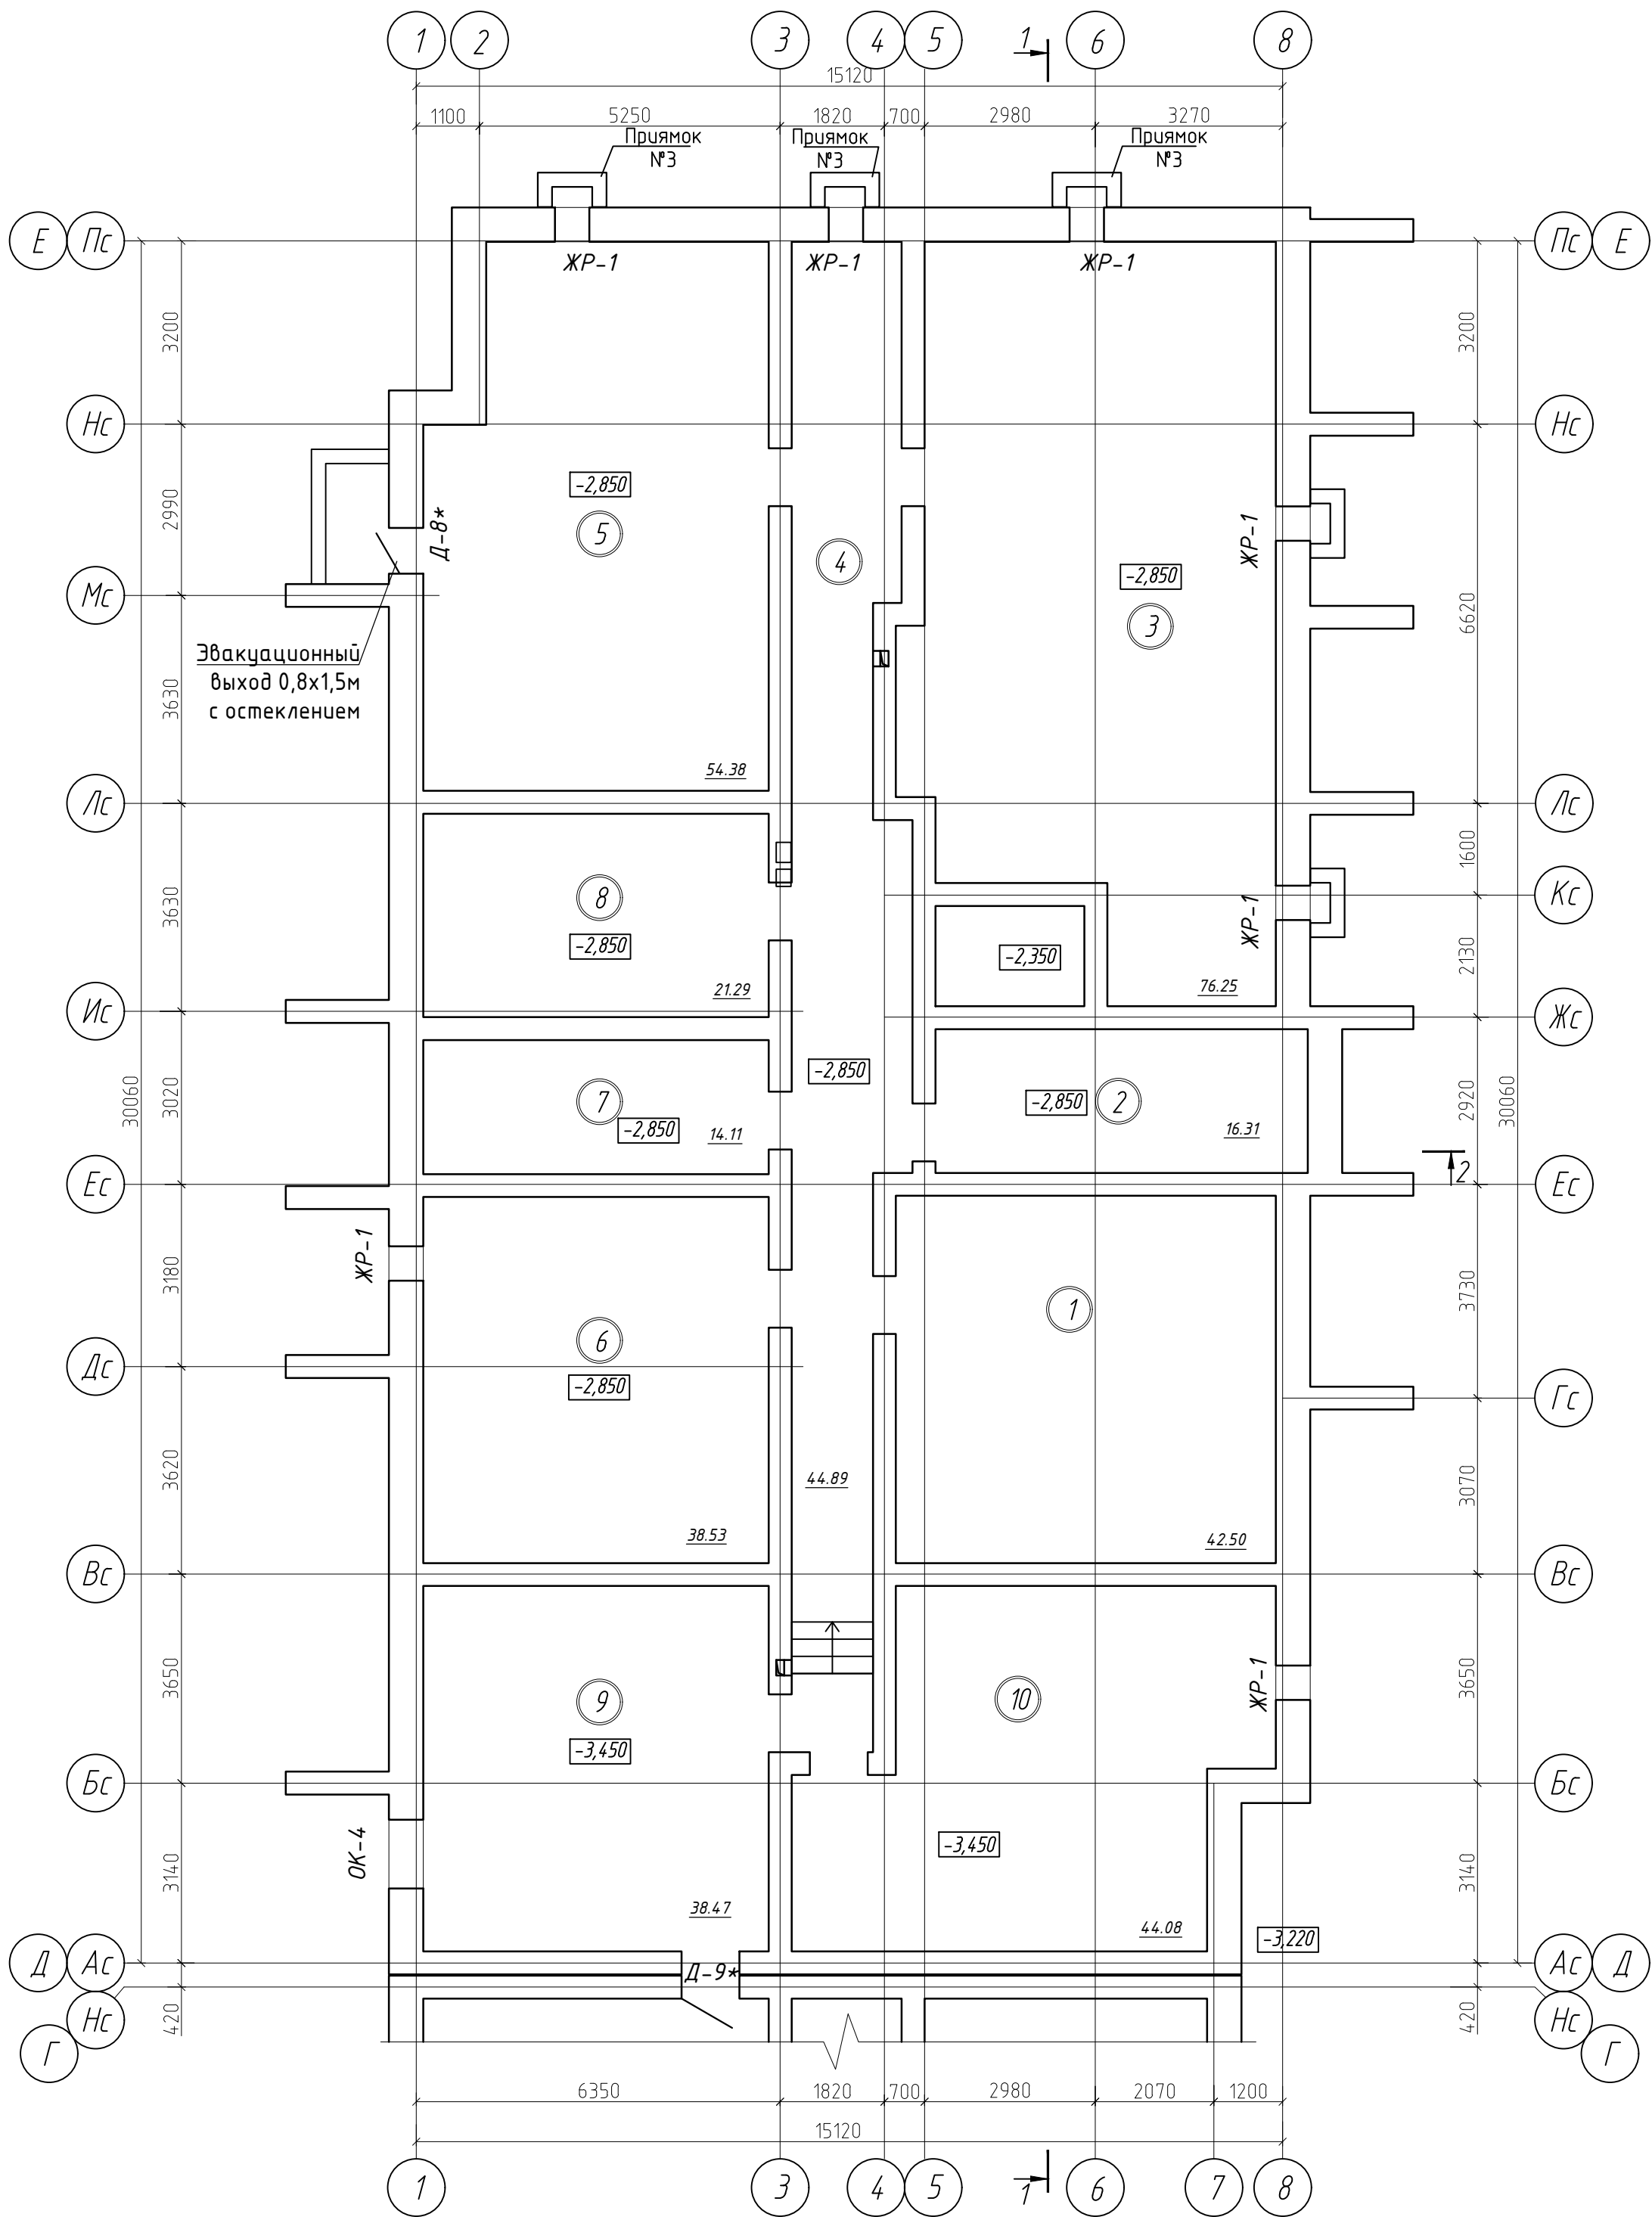 1 2 3 4 5 1 6 8
15120
1100 5250 1820 700 2980 3270
Приямок
№3
Приямок
№3
Приямок
№3
Е Пс
Пс Е
ЖР-1 ЖР-1 ЖР-1
3200
3200
Нс
Нс
-2,850
2990
Д-8*
5
4
ЖР-1
-2,850
Мс
3
6620
Эвакуационный
выход 0,8х1,5м
с остеклением
3630
54.38
Лс
Лс
1600
8
3630
-2,850
Кс
ЖР-1
-2,350
2130
21.29
76.25
Ис
Жс
-2,850
30060
3020
7
-2,850
14.11
-2,850
2
16.31
2920
30060
2
Ес
Ес
ЖР-1
3180
1
3730
6
-2,850
Дс
Гс
3620
44.89
3070
38.53
42.50
Вс
Вс
3650
9
10
ЖР-1
3650
-3,450
Бс
Бс
ОК-4
-3,450
3140
3140
38.47
44.08
-3,220
Д Ас
Д-9*
Ас Д
420
420
Нс
Нс
Г
Г
6350 1820 700 2980 2070 1200
15120
1 3 4 5 1 6 7 8